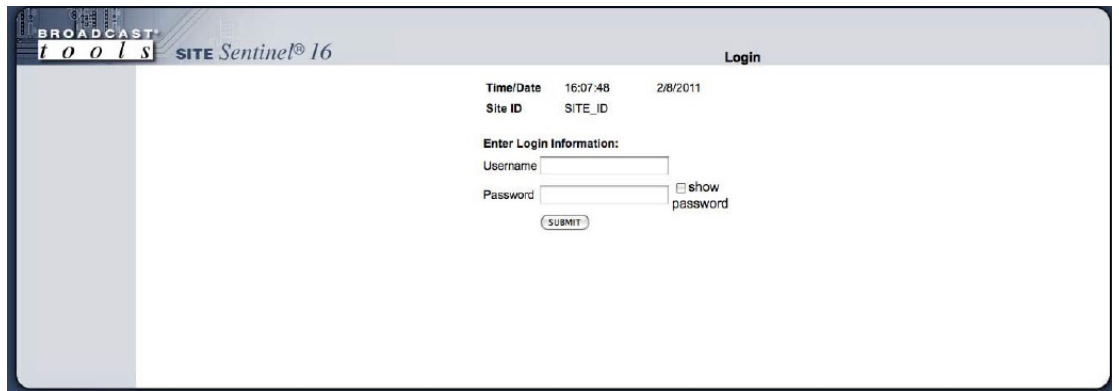 BROADCAST®
tools SITE Sentinel® 16
Login
Time/Date 16:07:48 2/8/2011
Site ID SITE_ID
Enter Login Information:
Username
Password show
password
SUBMIT